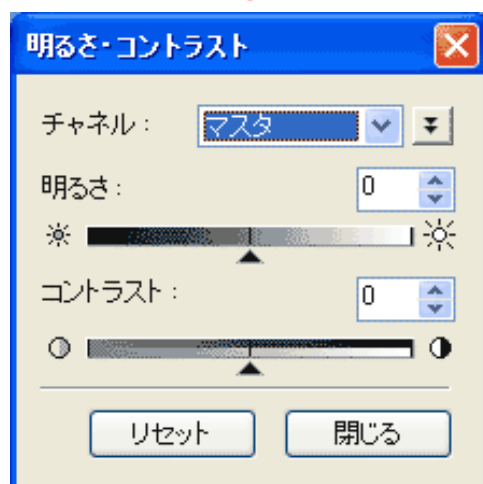 明るさ・コントラスト
チャネル： マスタ
明るさ： 0
コントラスト： 0
リセット 閉じる